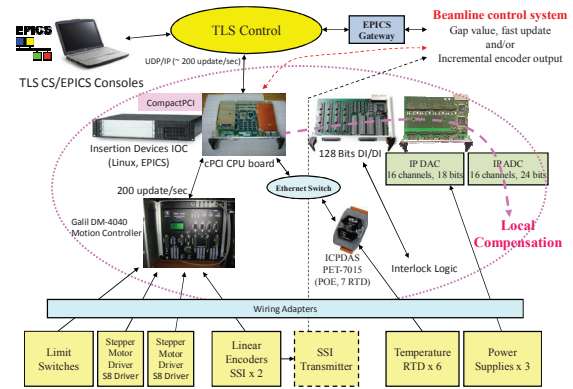 EPICS
TLS Control
EPICS
Gateway
Beamline control system
Gap value, fast update
and/or
Incremental encoder output
UDP/IP (~ 200 update/sec)
TLS CS/EPICS Consoles
CompactPCI
Insertion Devices IOC
(Linux, EPICS)
cPCI CPU board
128 Bits DI/DI
IP DAC
16 channels, 18 bits
IP ADC
16 channels, 24 bits
200 update/sec
Ethernet Switch
Galil DM-4040
Motion Controller
ICPDAS
PET-7015
(POE, 7 RTD)
Interlock Logic
Local
Compensation
Wiring Adapters
Limit
Switches
Stepper
Motor
Driver
S8 Driver
Stepper
Motor
Driver
S8 Driver
Linear
Encoders
SSI x 2
SSI
Transmitter
Temperature
RTD x 6
Power
Supplies x 3